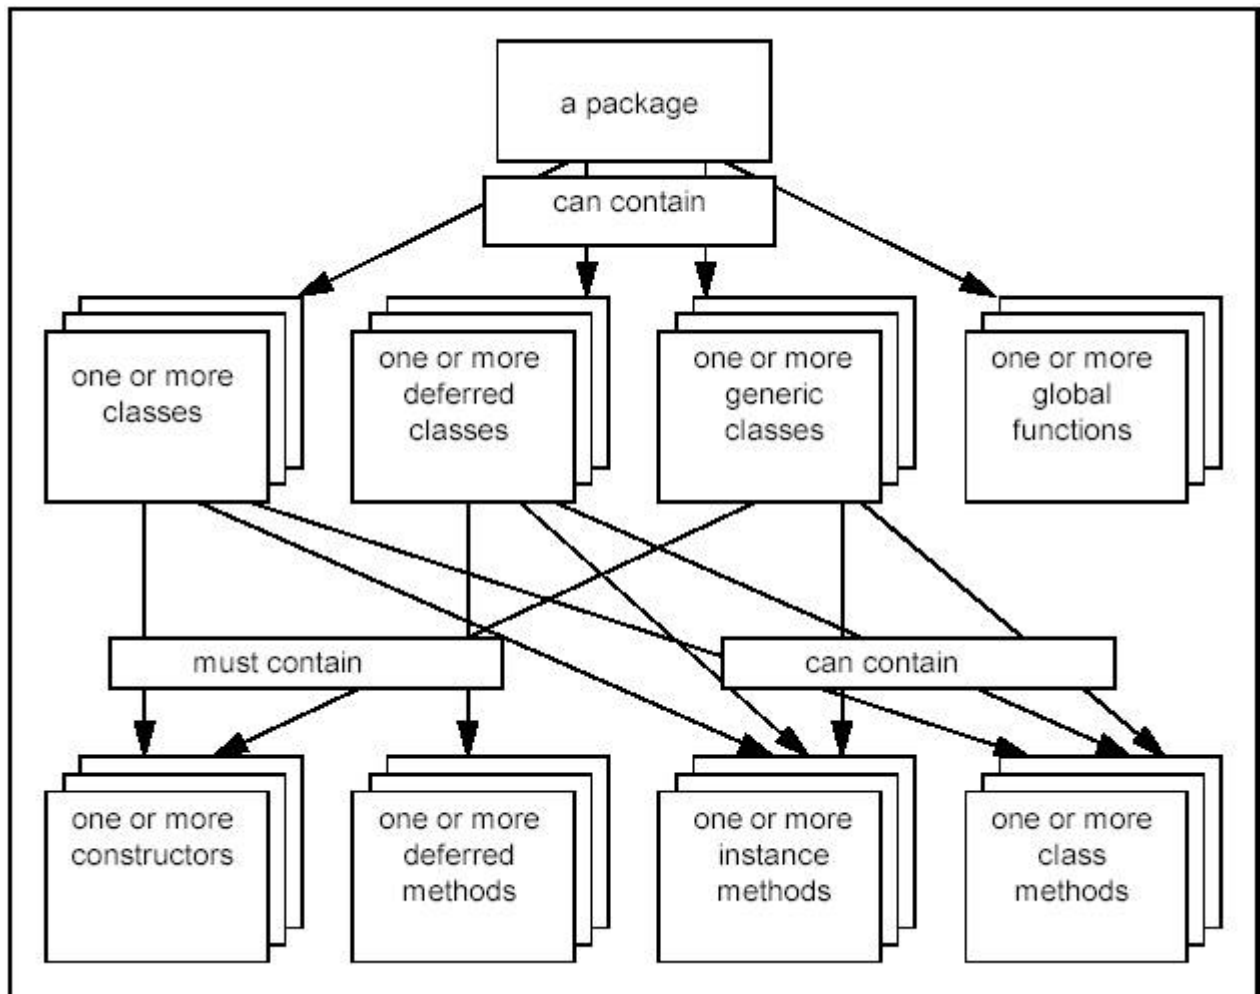 a package
can contain
one or more
classes
one or more
deferred
classes
one or more
generic
classes
one or more
global
functions
must contain
can contain
one or more
constructors
one or more
deferred
methods
one or more
instance
methods
one or more
class
methods